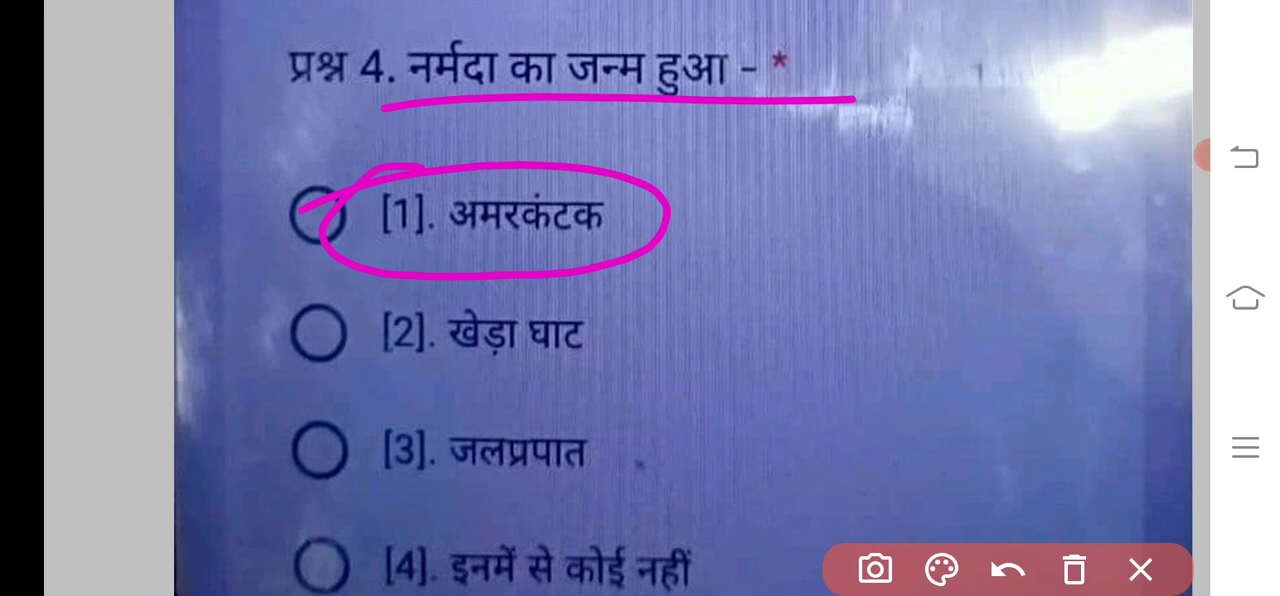 प्रश्न 4. नर्मदा का जन्म हुआ - *
[1]. अमरकंटक
[2]. खेड़ा घाट
[3]. जलप्रपात
[4]. इनमें से कोई नहीं